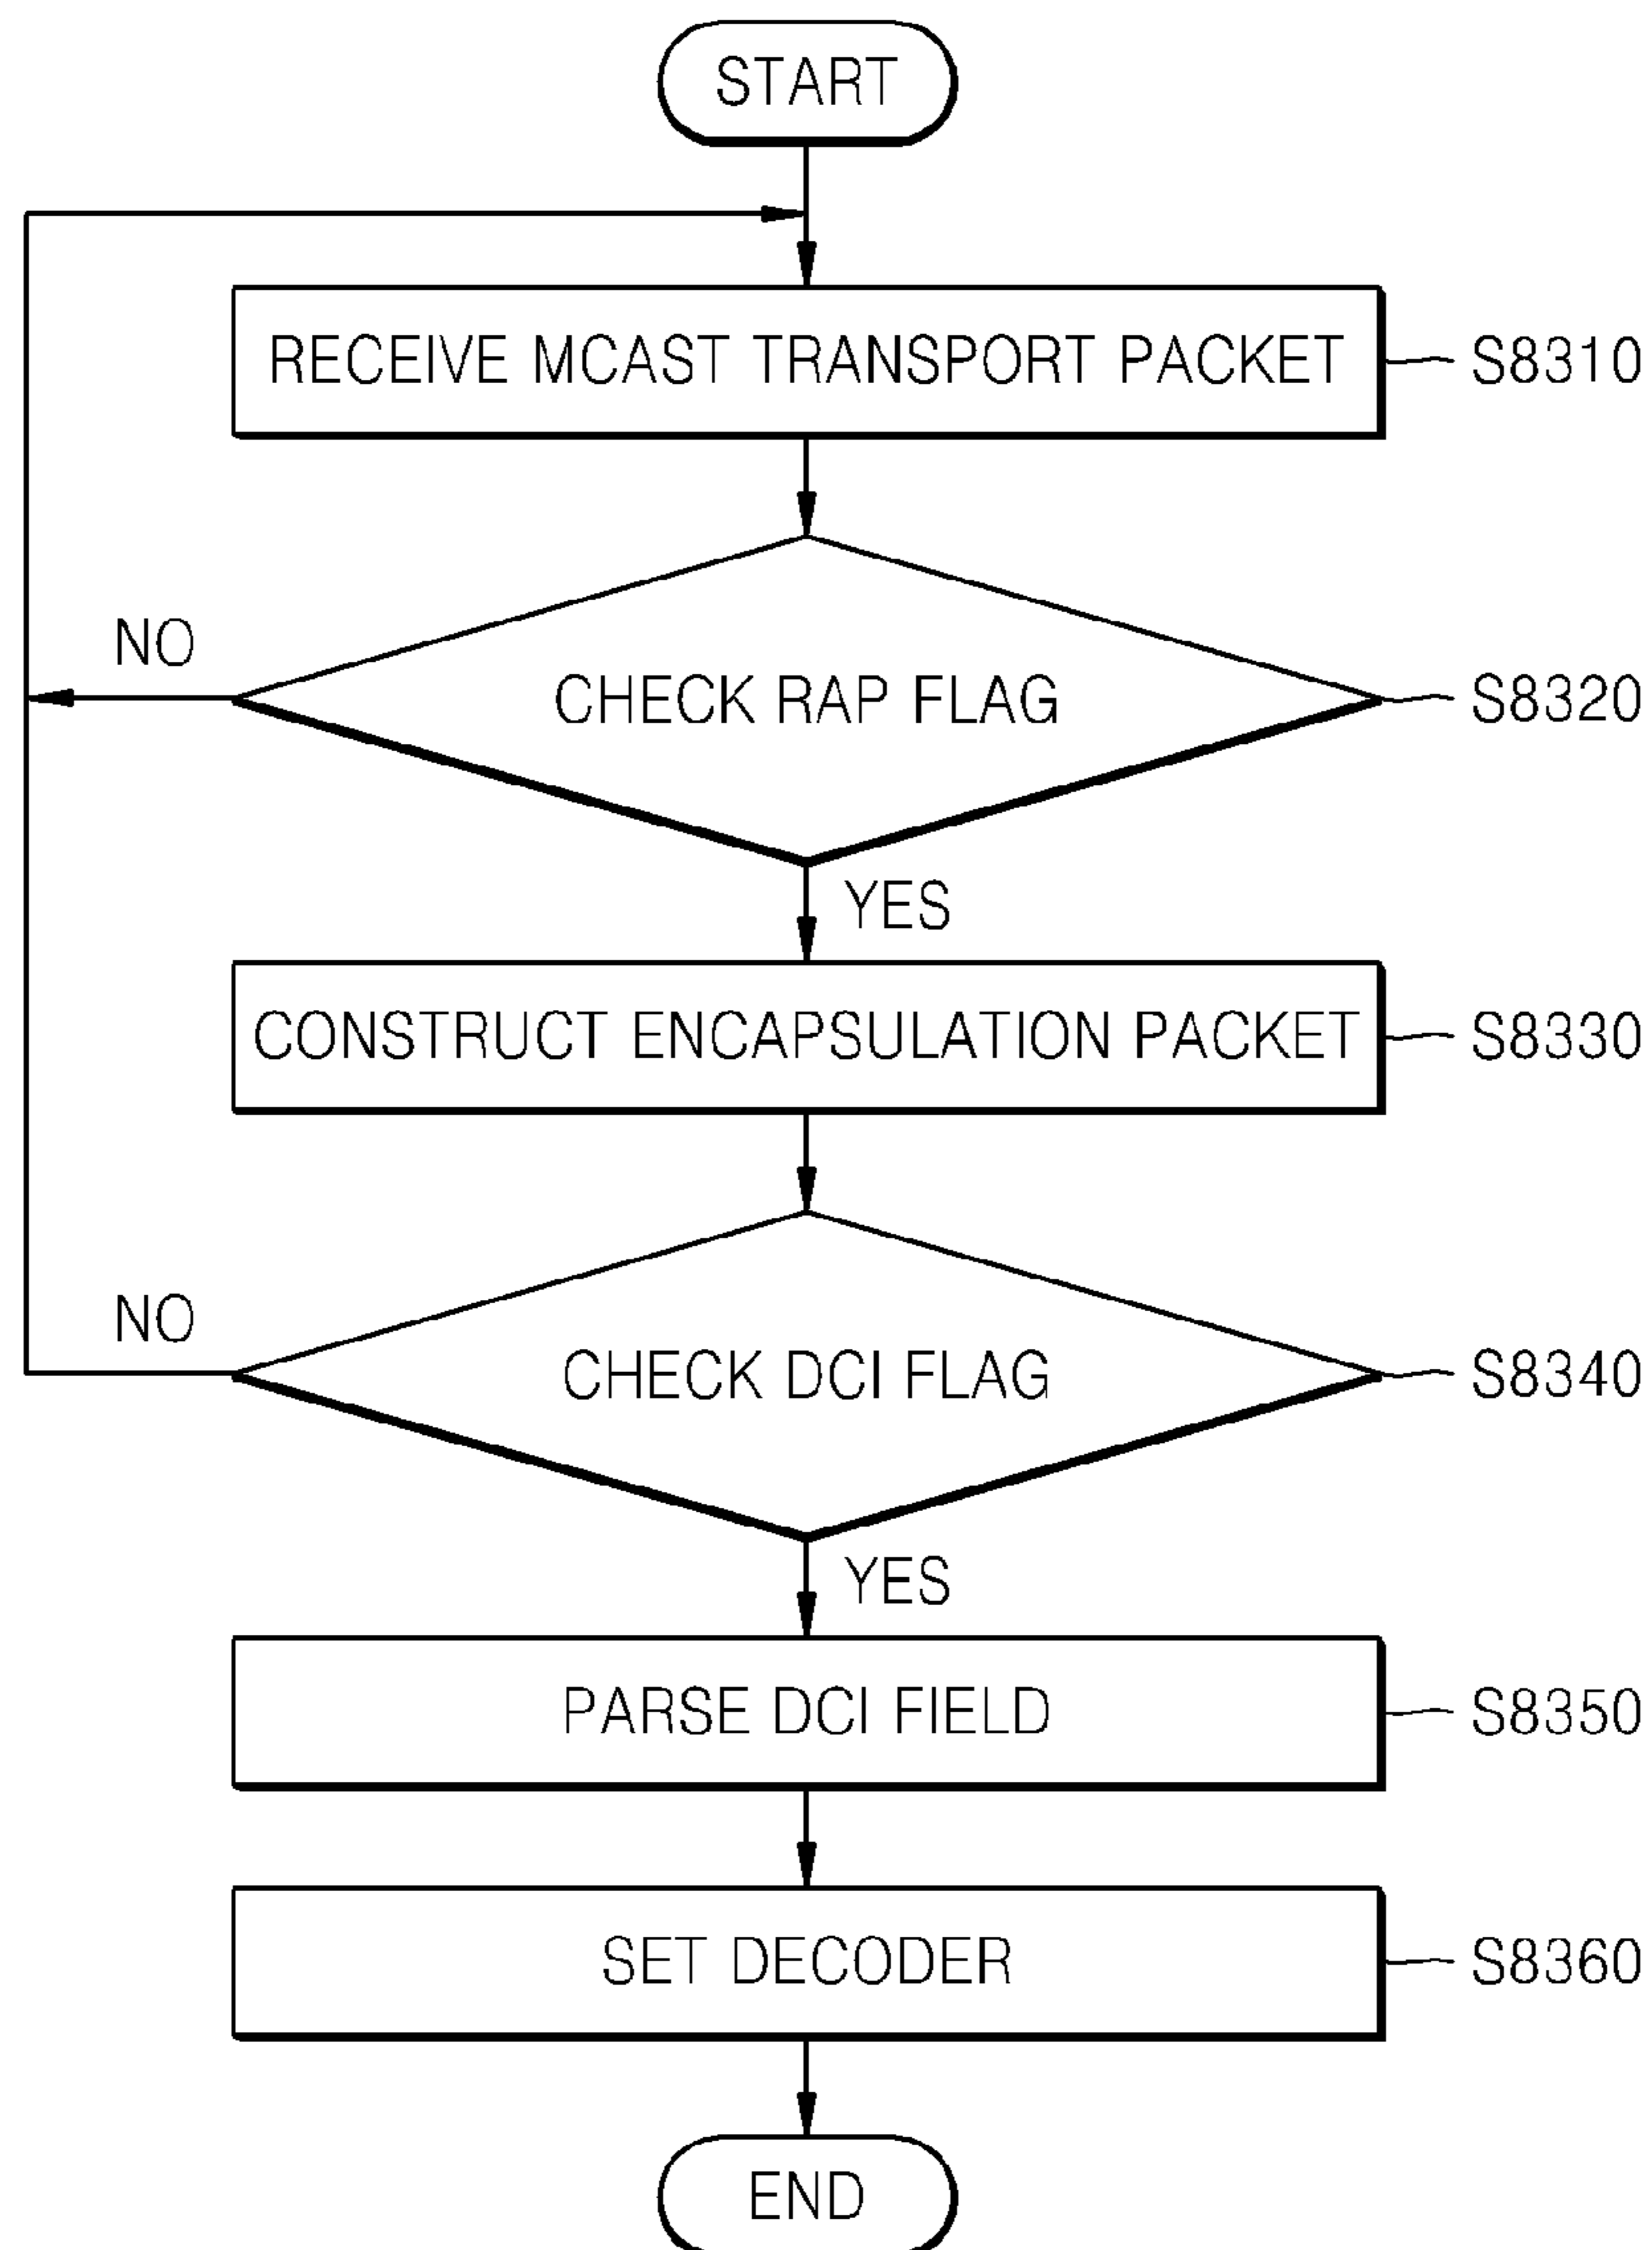 START
RECEIVE MCAST TRANSPORT PACKET
S8310
NO
CHECK RAP FLAG
S8320
YES
CONSTRUCT ENCAPSULATION PACKET
S8330
NO
CHECK DCI FLAG
S8340
YES
PARSE DCI FIELD
S8350
SET DECODER
S8360
END